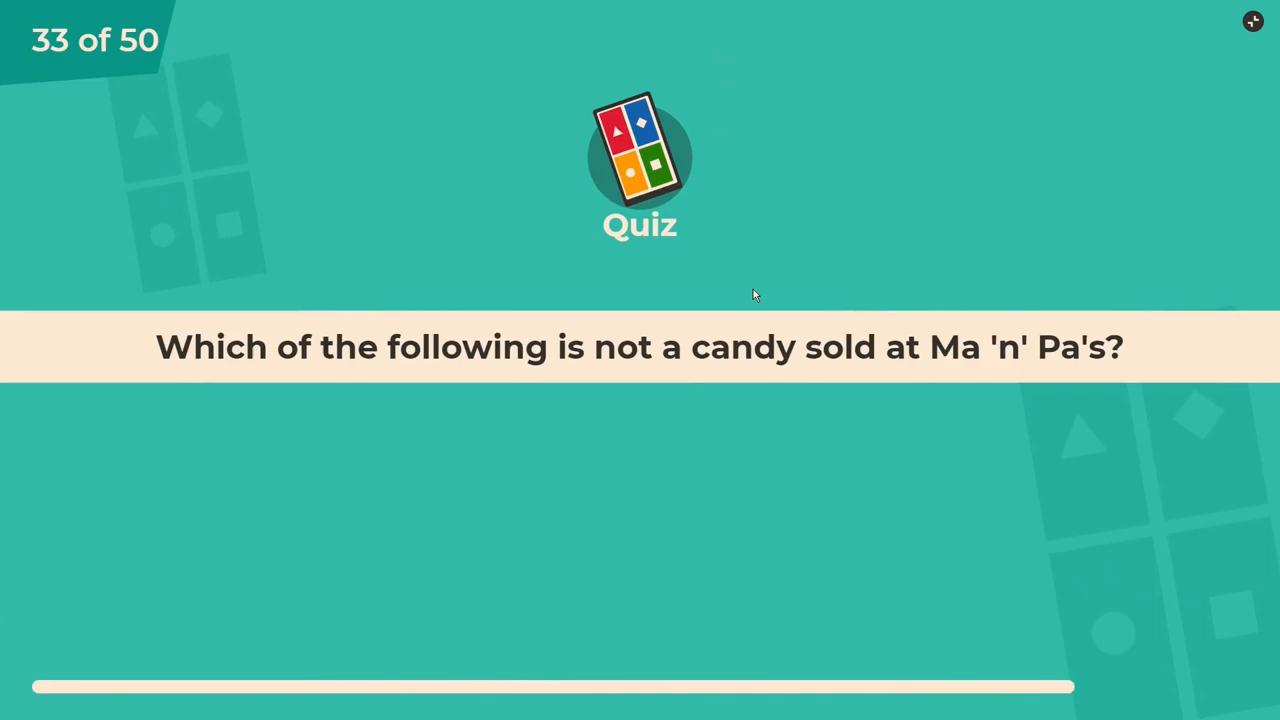 33 of 50
Quiz
Which of the following is not a candy sold at Ma 'n' Pa's?